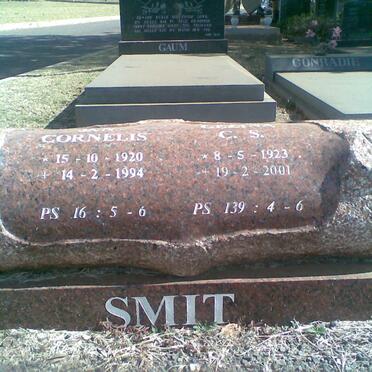 GAUM
CONRADIE
CORNELIS
* 15 - 10 - 1920
+ 14 - 2 - 1994
PS 16 : 5 - 6
C. S.
* 8 - 5 - 1923
+ 19 - 2 - 2001
PS 139 : 4 - 6
SMIT